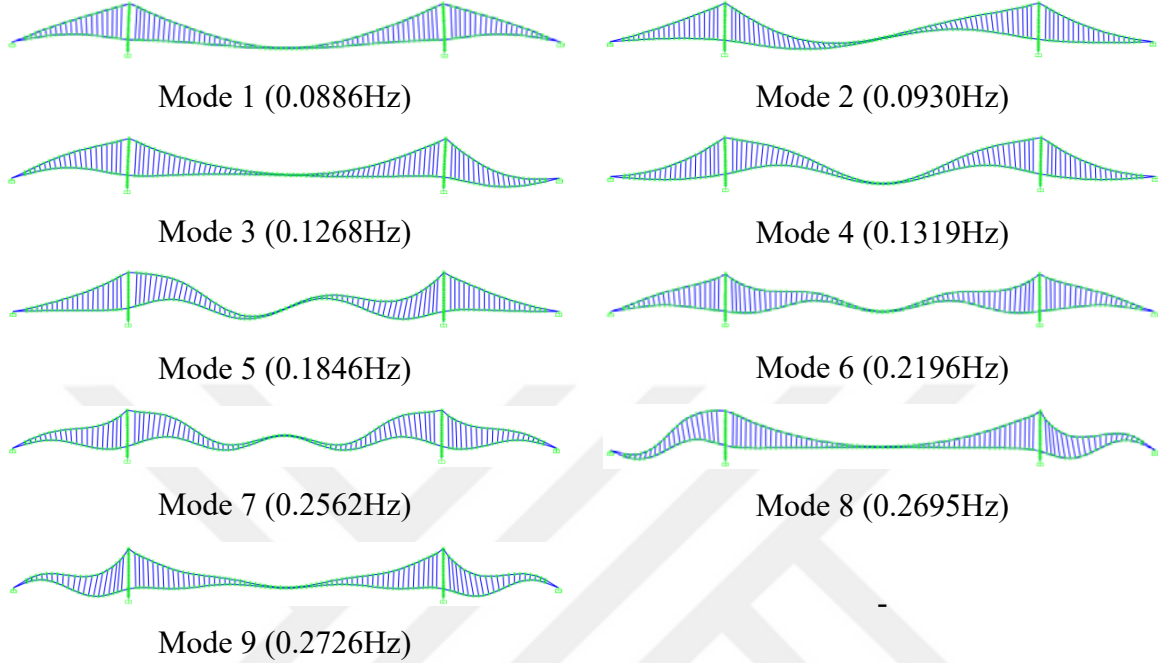 Mode 1 (0.0886Hz)
Mode 2 (0.0930Hz)
Mode 3 (0.1268Hz)
Mode 4 (0.1319Hz)
Mode 5 (0.1846Hz)
Mode 6 (0.2196Hz)
Mode 7 (0.2562Hz)
Mode 8 (0.2695Hz)
-
Mode 9 (0.2726Hz)